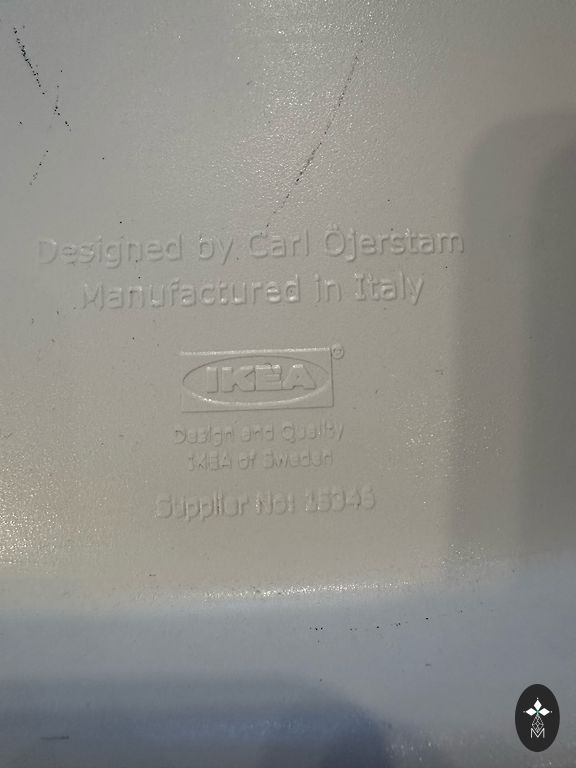 Designed by Carl Öjerstam
Manufactured in Italy
IKEA®
Design and Quality
IKEA of Sweden
Supplier No: 15346
M